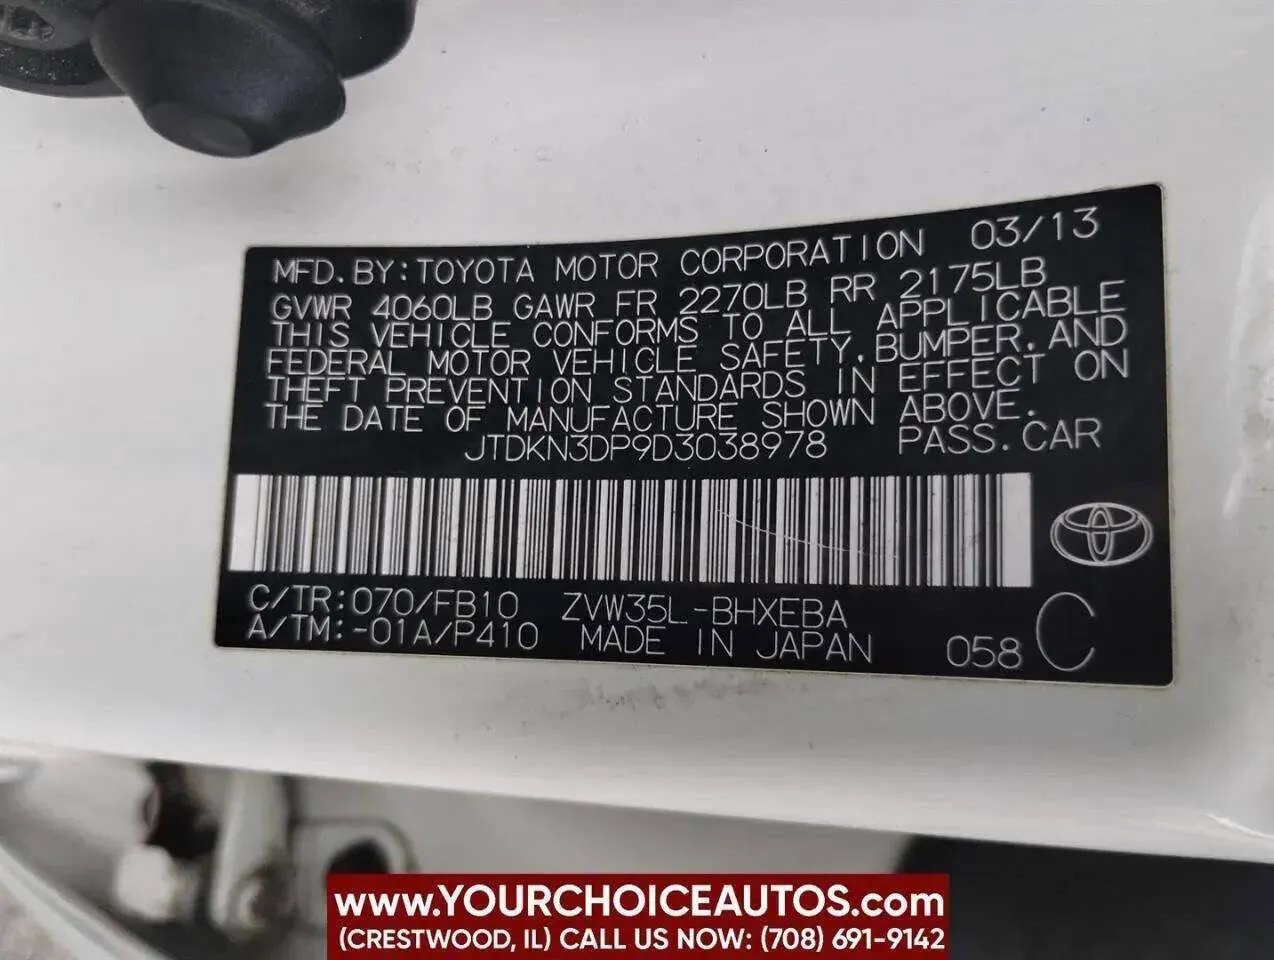 MFD. BY: TOYOTA MOTOR CORPORATION 03/13
GVWR 4060LB GAWR FR 2270LB RR 2175LB
THIS VEHICLE CONFORMS TO ALL APPLICABLE
FEDERAL MOTOR VEHICLE SAFETY, BUMPER, AND
THEFT PREVENTION STANDARDS IN EFFECT ON
THE DATE OF MANUFACTURE SHOWN ABOVE.
JTDKN3DP9D3038978 PASS. CAR
C/TR: 070/FB10 ZVW35L-BHXEBA
A/TM: -01A/P410 MADE IN JAPAN 058 C
www.YOURCHOICEAUTOS.com
(CRESTWOOD, IL) CALL US NOW: (708) 691-9142